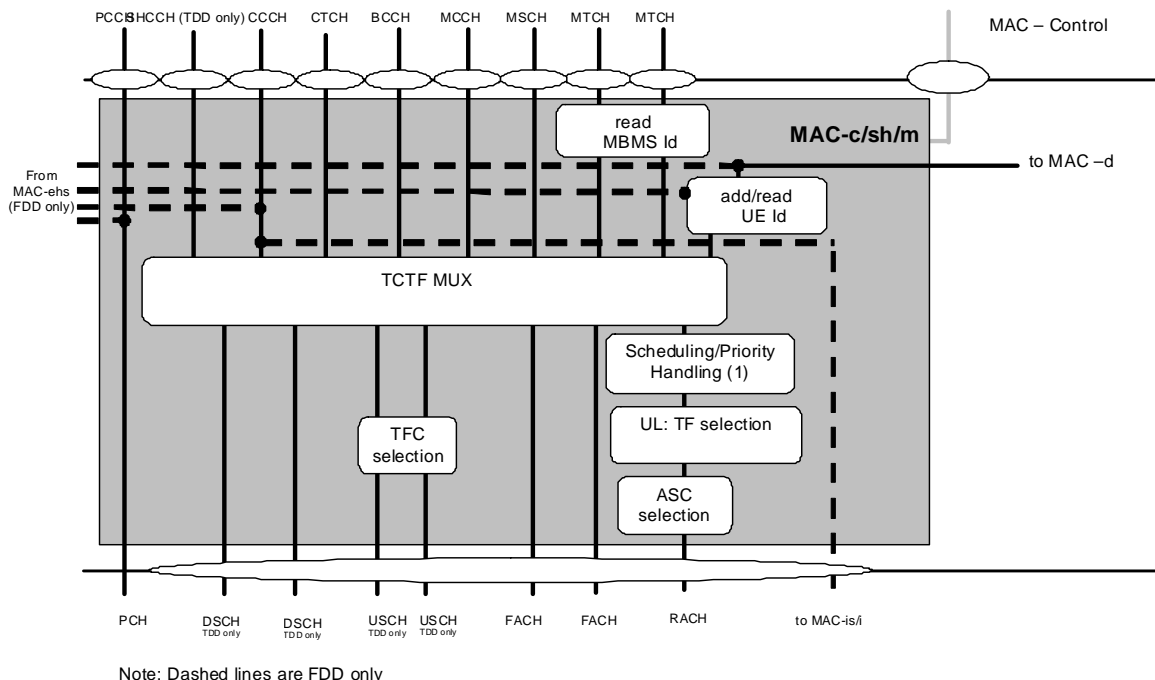 PCCH SHCCH (TDD only) CCCH CTCH BCCH MCCH MSCH MTCH MTCH
MAC – Control
read
MBMS Id
MAC-c/sh/m
to MAC –d
From
MAC-ehs
(FDD only)
add/read
UE Id
TCTF MUX
Scheduling/Priority
Handling (1)
UL: TF selection
TFC
selection
ASC
selection
PCH DSCH DSCH USCH USCH FACH FACH RACH to MAC-is/i
TDD only TDD only TDD only TDD only
Note: Dashed lines are FDD only